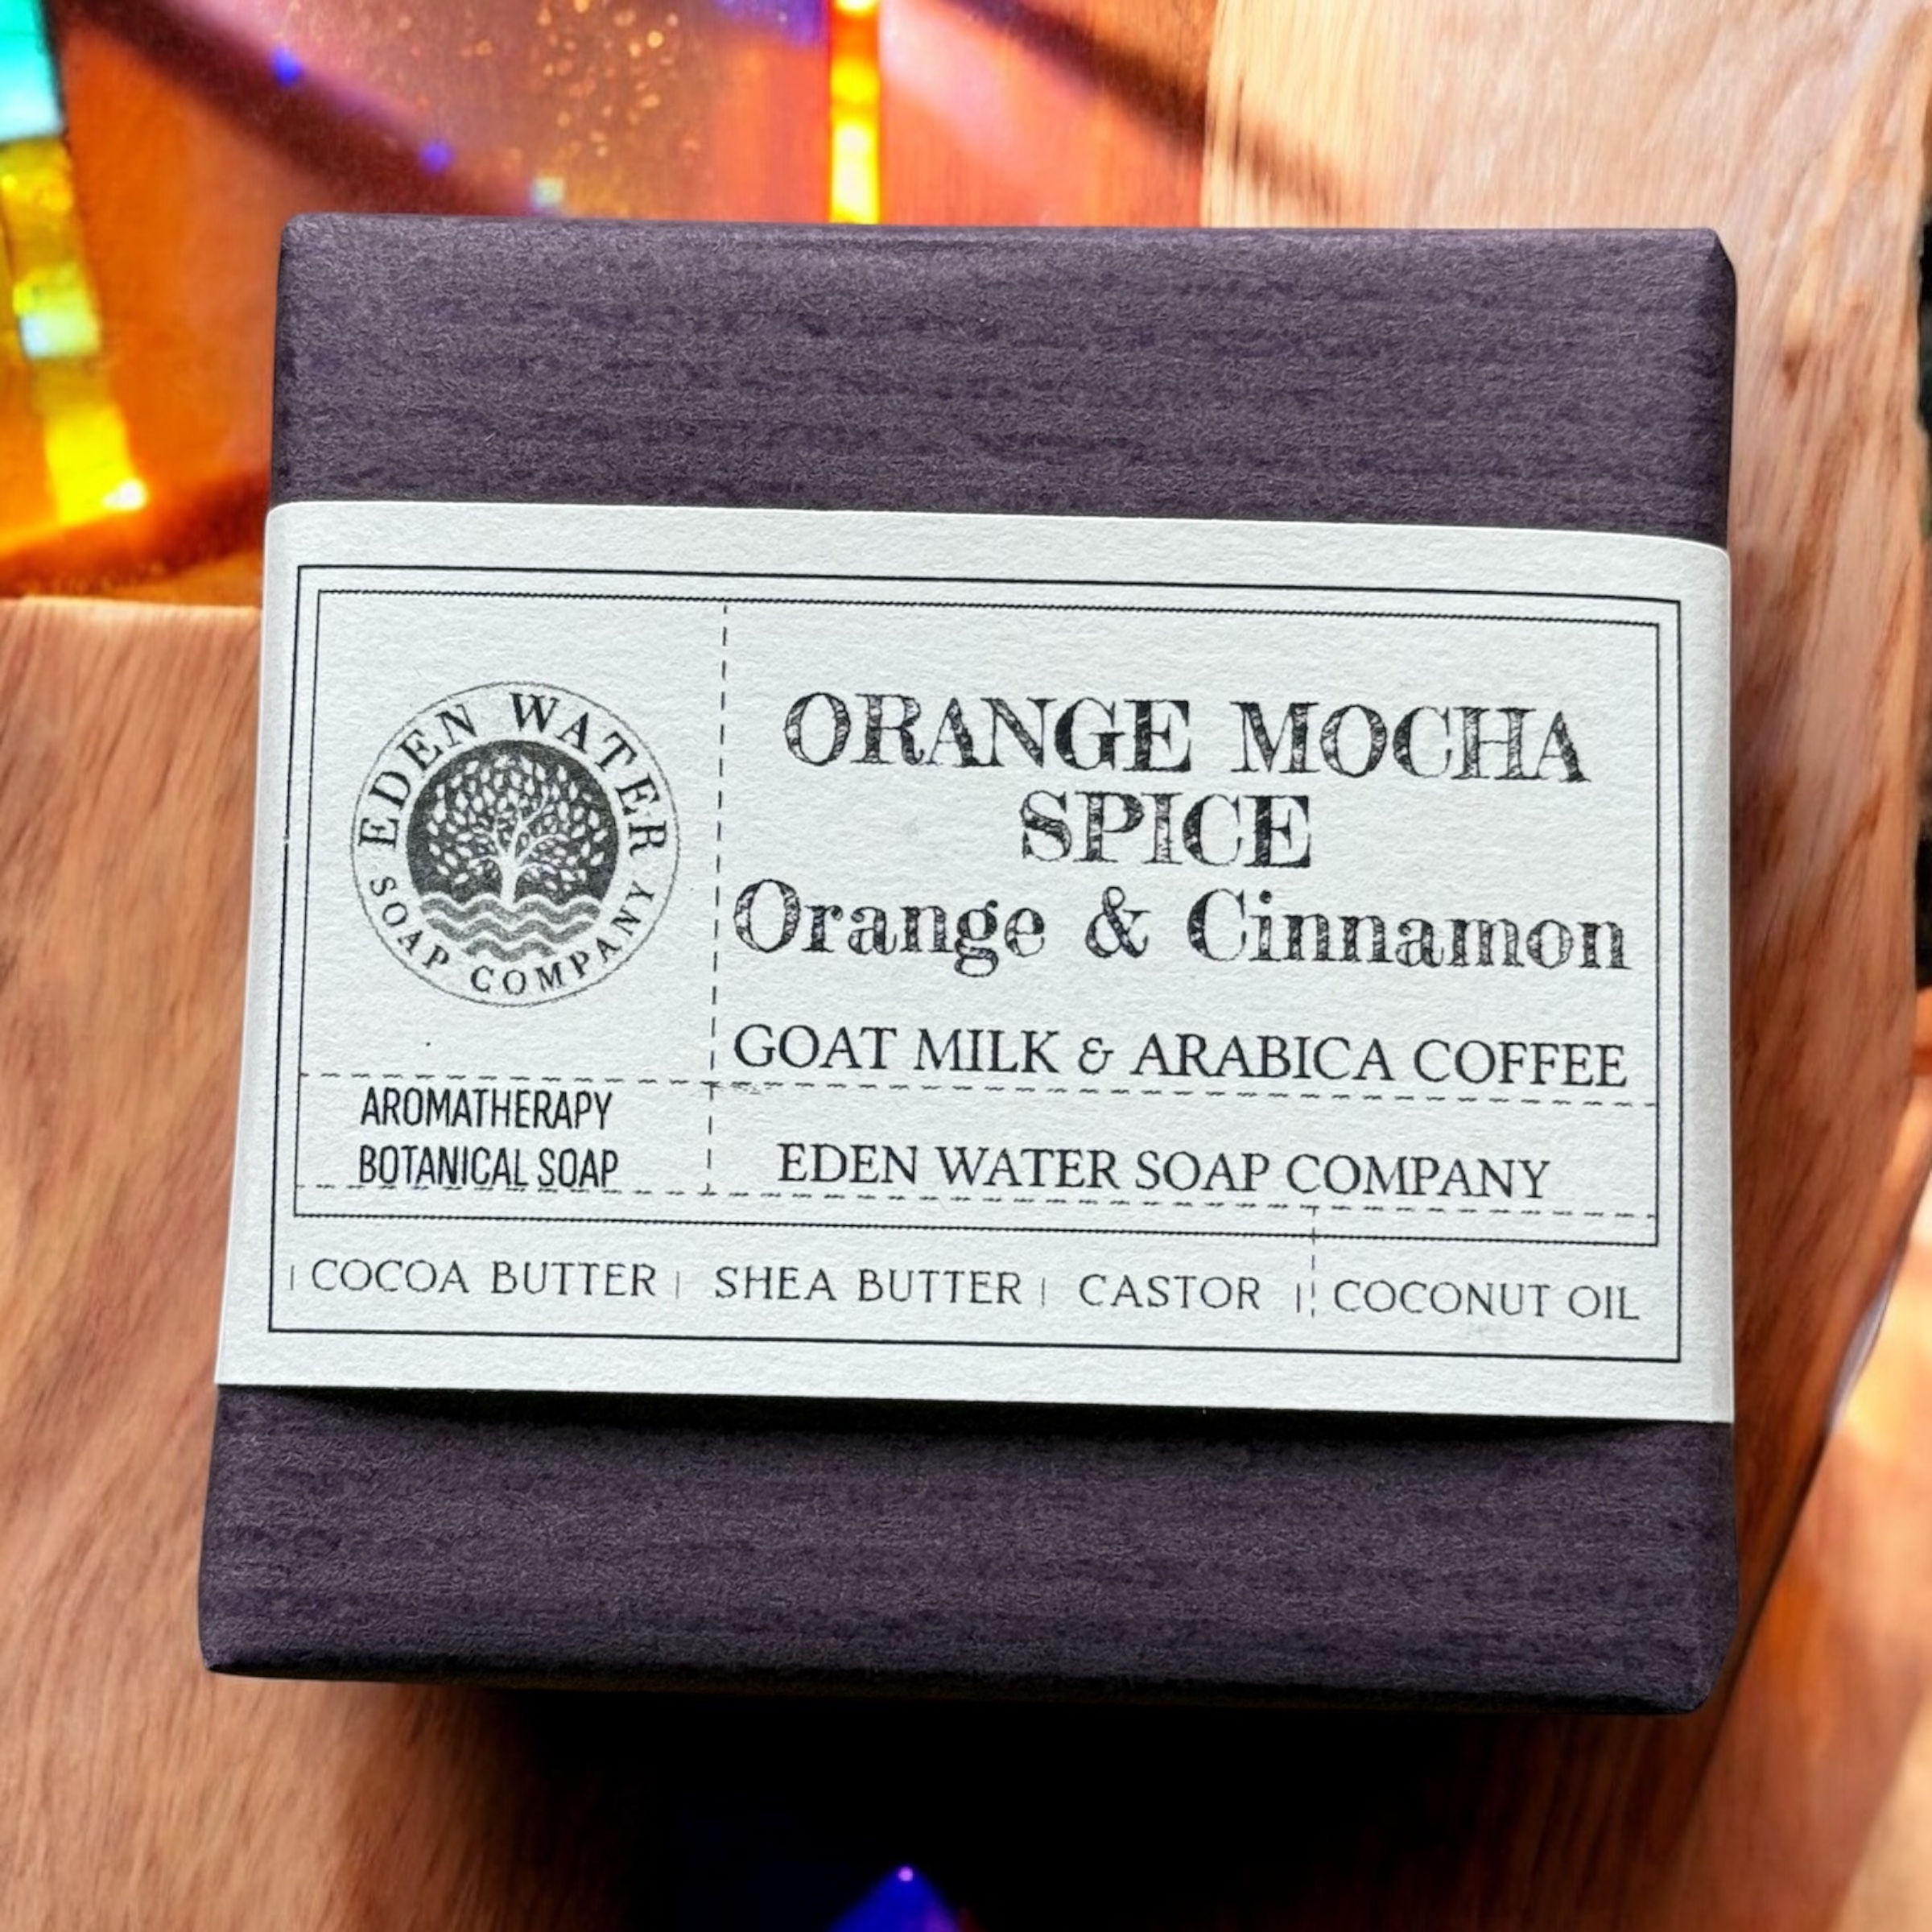 EDEN WATER
SOAP COMPANY
ORANGE MOCHA
SPICE
Orange & Cinnamon
GOAT MILK & ARABICA COFFEE
AROMATHERAPY
BOTANICAL SOAP
EDEN WATER SOAP COMPANY
| COCOA BUTTER | SHEA BUTTER | CASTOR | COCONUT OIL